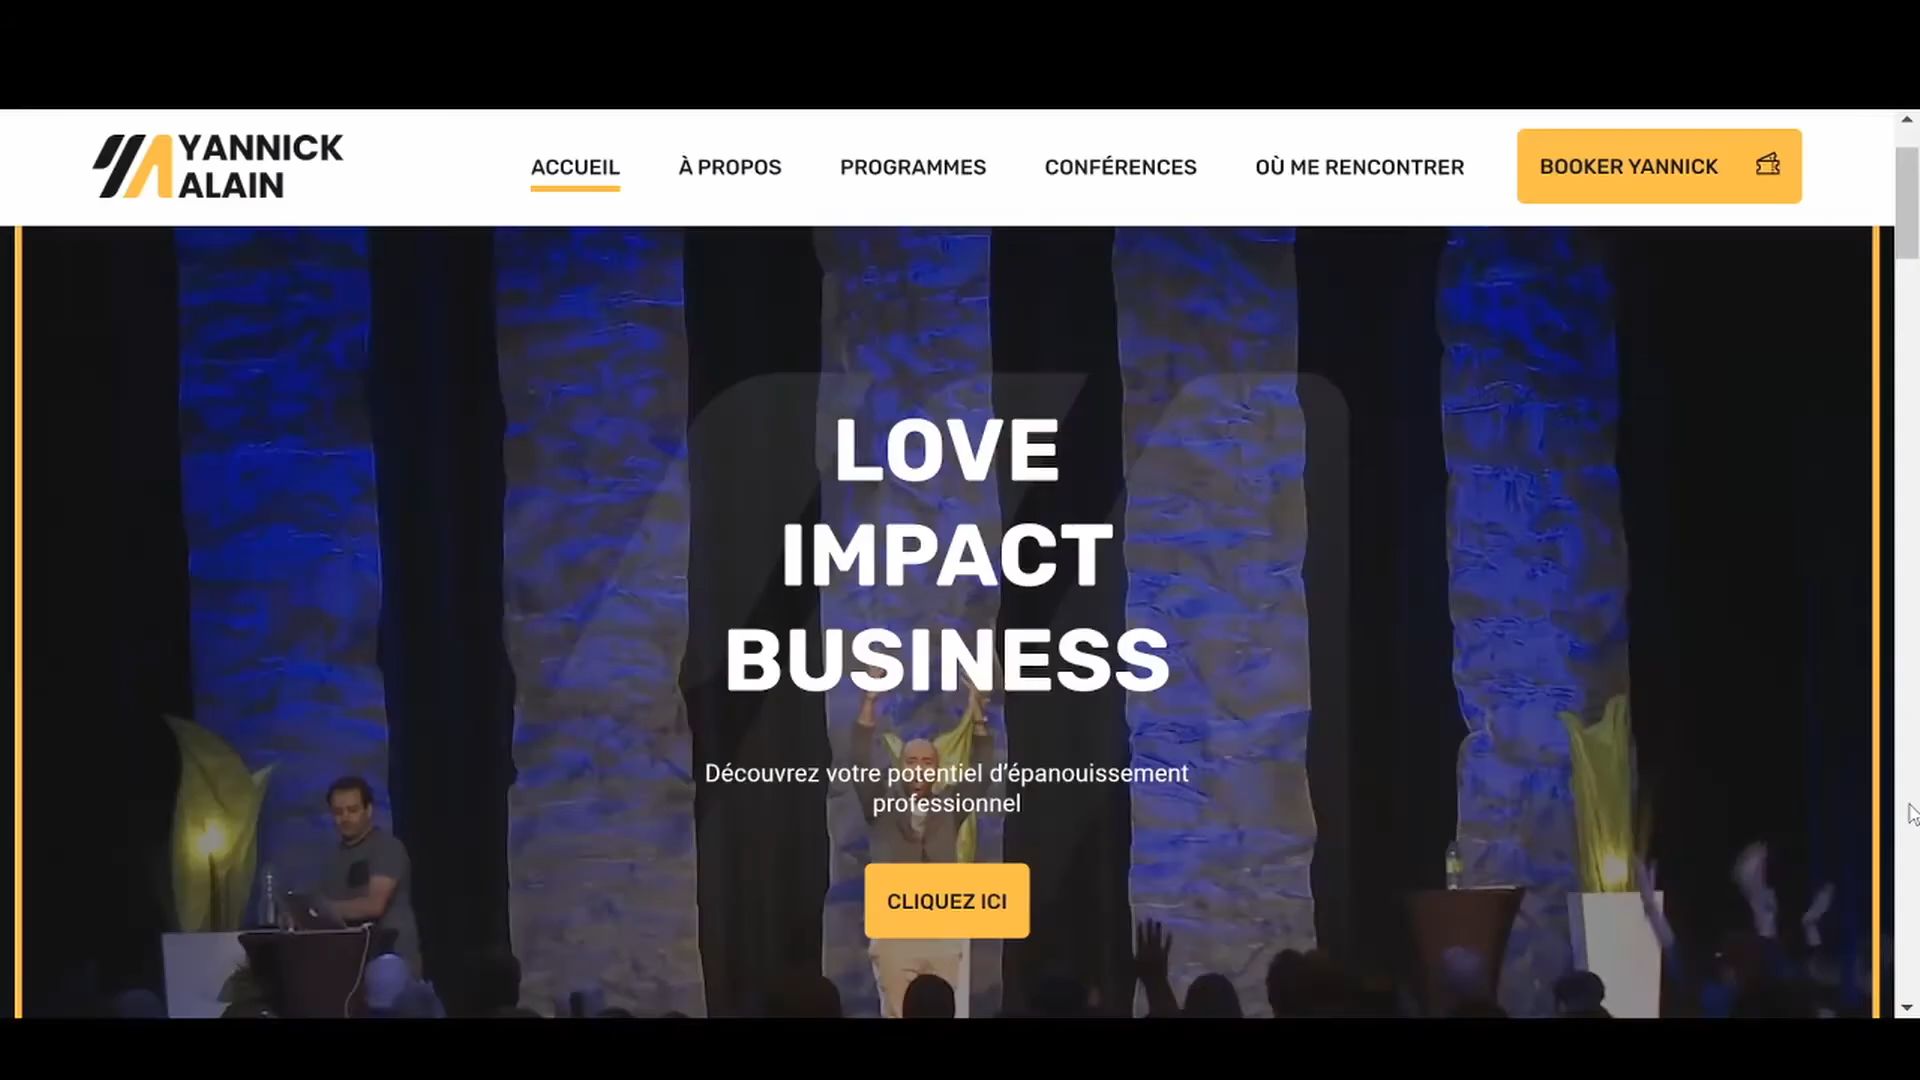 YANNICK
ALAIN
ACCUEIL
À PROPOS
PROGRAMMES
CONFÉRENCES
OÙ ME RENCONTRER
BOOKER YANNICK
LOVE
IMPACT
BUSINESS
Découvrez votre potentiel d’épanouissement
professionnel
CLIQUEZ ICI